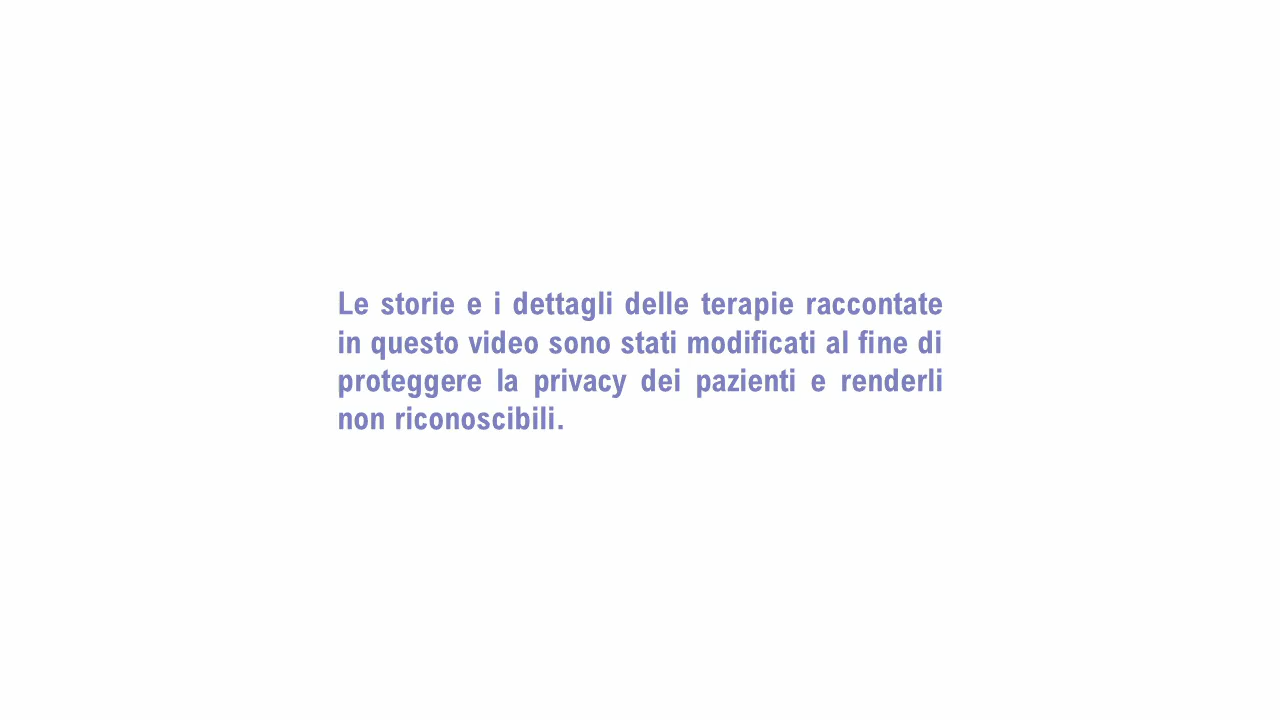 Le storie e i dettagli delle terapie raccontate
in questo video sono stati modificati al fine di
proteggere la privacy dei pazienti e renderli
non riconoscibili.